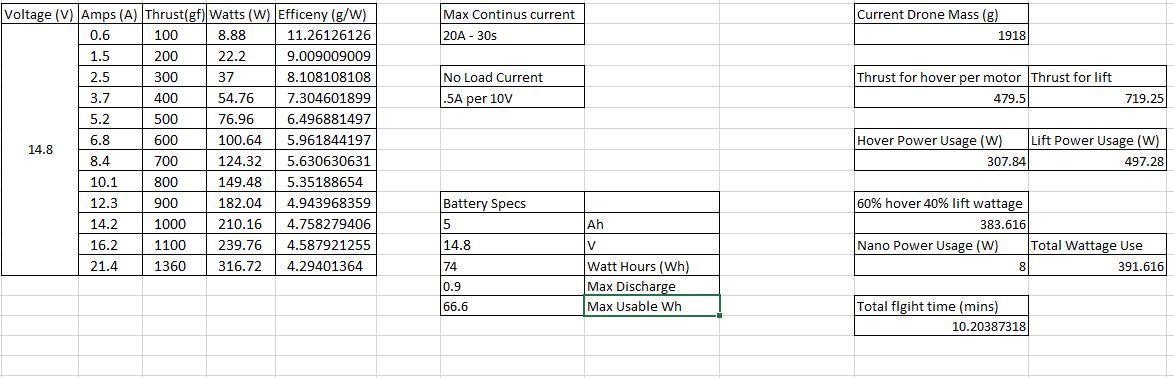 Voltage (V) Amps (A) Thrust(gf) Watts (W) Efficeny (g/W) Max Continus current Current Drone Mass (g)
0.6 100 8.88 11.26126126 20A - 30s 1918
1.5 200 22.2 9.009009009
2.5 300 37 8.108108108 No Load Current Thrust for hover per motor Thrust for lift
3.7 400 54.76 7.304601899 .5A per 10V 479.5 719.25
5.2 500 76.96 6.496881497
6.8 600 100.64 5.961844197 Hover Power Usage (W) Lift Power Usage (W)
14.8
8.4 700 124.32 5.630630631 307.84 497.28
10.1 800 149.48 5.35188654
12.3 900 182.04 4.943968359 Battery Specs 60% hover 40% lift wattage
14.2 1000 210.16 4.758279406 5 Ah 383.616
16.2 1100 239.76 4.587921255 14.8 V Nano Power Usage (W) Total Wattage Use
21.4 1360 316.72 4.29401364 74 Watt Hours (Wh) 8 391.616
0.9 Max Discharge
66.6 Max Usable Wh Total flgiht time (mins)
10.20387318